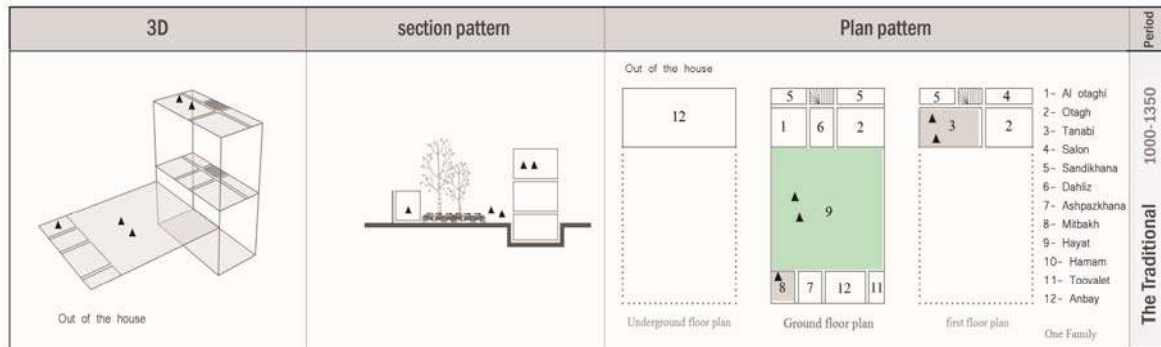 3D
section pattern
Plan pattern
Period
Out of the house
Out of the house
12
Underground floor plan
5 5
1 6 2
9
8 7 12 11
Ground floor plan
5 4
3 2
first floor plan
1- Al otaghi
2- Otagh
3- Tanabi
4- Salon
5- Sandikhana
6- Dahliz
7- Ashpazkhana
8- Mitbakh
9- Hayat
10- Hamam
11- Toovalet
12- Anbay
One Family
The Traditional 1000-1350